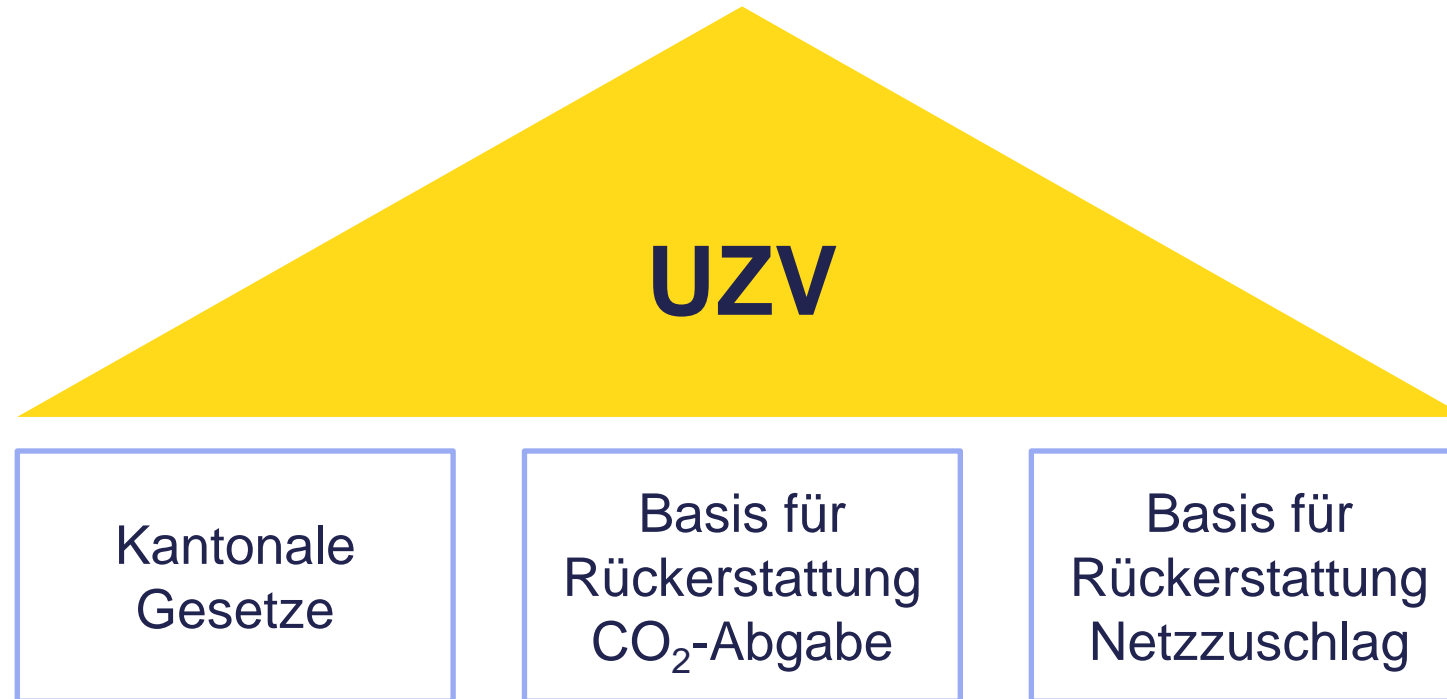 UZV
Kantonale
Gesetze
Basis für
Rückerstattung
CO₂-Abgabe
Basis für
Rückerstattung
Netzzuschlag